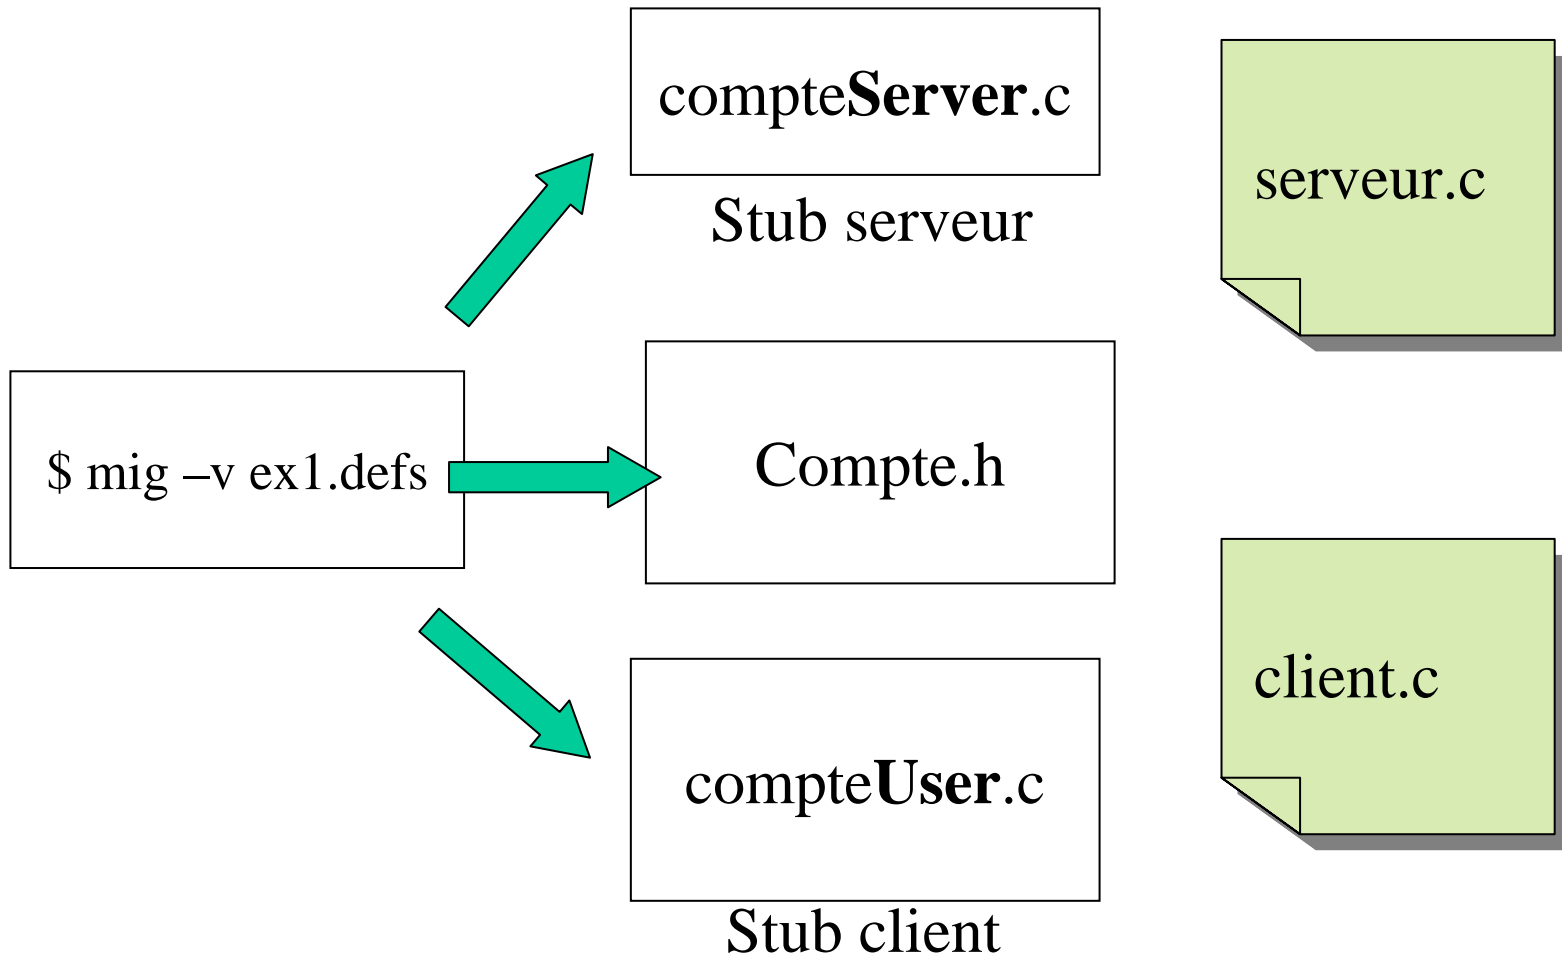 compteServer.c
Stub serveur
serveur.c
$ mig –v ex1.defs
Compte.h
client.c
compteUser.c
Stub client